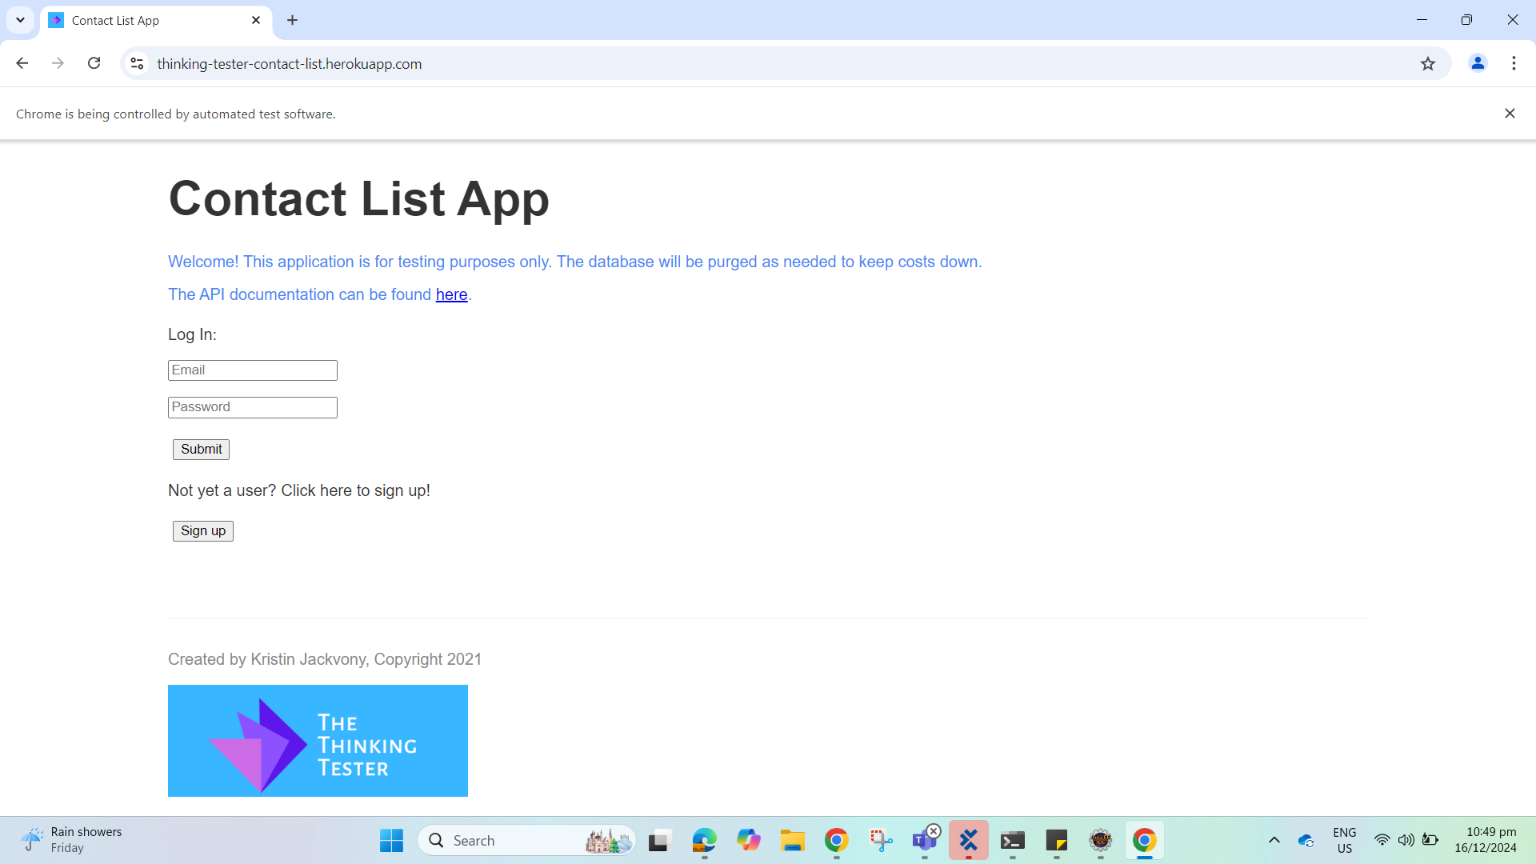 Contact List App
thinking-tester-contact-list.herokuapp.com
Chrome is being controlled by automated test software.
Contact List App
Welcome! This application is for testing purposes only. The database will be purged as needed to keep costs down.
The API documentation can be found here.
Log In:
Email
Password
Submit
Not yet a user? Click here to sign up!
Sign up
Created by Kristin Jackvony, Copyright 2021
THE
THINKING
TESTER
Rain showers
Friday
Search
ENG
US
10:49 pm
16/12/2024